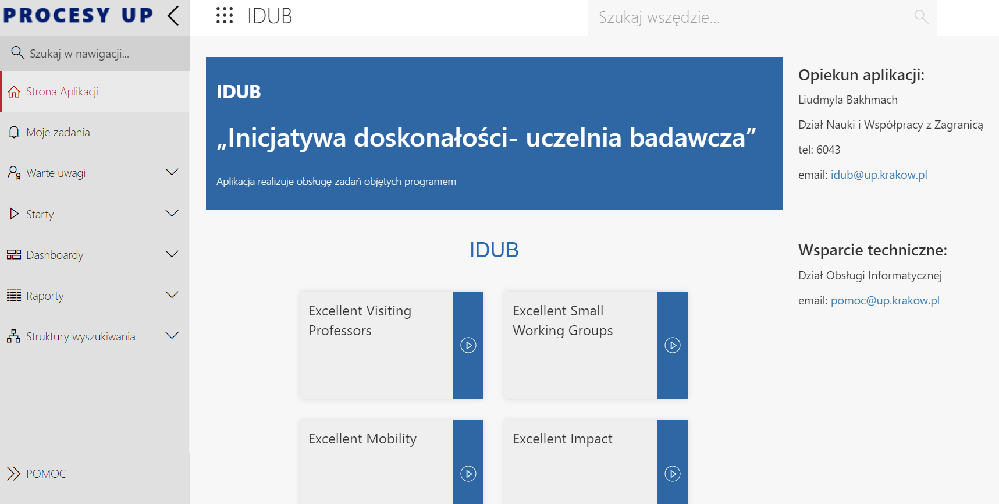 PROCESY UP
IDUB
Szukaj wszędzie...
Szukaj w nawigacji...
Strona Aplikacji
Moje zadania
Warte uwagi
Starty
Dashboardy
Raporty
Struktury wyszukiwania
POMOC
IDUB
„Inicjatywa doskonałości- uczelnia badawcza”
Aplikacja realizuje obsługę zadań objętych programem
IDUB
Excellent Visiting
Professors
Excellent Small
Working Groups
Excellent Mobility
Excellent Impact
Opiekun aplikacji:
Liudmyla Bakhmach
Dział Nauki i Współpracy z Zagranicą
tel: 6043
email: idub@up.krakow.pl
Wsparcie techniczne:
Dział Obsługi Informatycznej
email: pomoc@up.krakow.pl